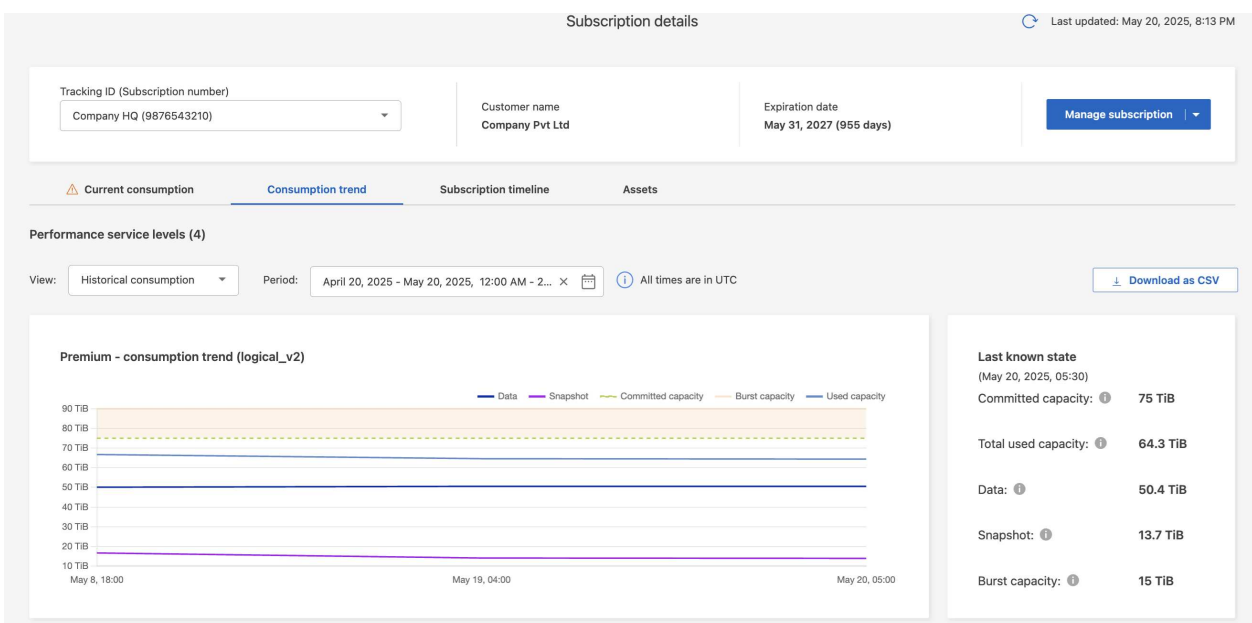 Subscription details
Last updated: May 20, 2025, 8:13 PM
Tracking ID (Subscription number)
Company HQ (9876543210)
Customer name
Company Pvt Ltd
Expiration date
May 31, 2027 (955 days)
Manage subscription
Current consumption
Consumption trend
Subscription timeline
Assets
Performance service levels (4)
View:
Historical consumption
Period:
April 20, 2025 - May 20, 2025, 12:00 AM - 2...
All times are in UTC
Download as CSV
Premium - consumption trend (logical_v2)
Data
Snapshot
Committed capacity
Burst capacity
Used capacity
90 TiB
80 TiB
70 TiB
60 TiB
50 TiB
40 TiB
30 TiB
20 TiB
10 TiB
May 8, 18:00
May 19, 04:00
May 20, 05:00
Last known state
(May 20, 2025, 05:30)
Committed capacity: 75 TiB
Total used capacity: 64.3 TiB
Data: 50.4 TiB
Snapshot: 13.7 TiB
Burst capacity: 15 TiB